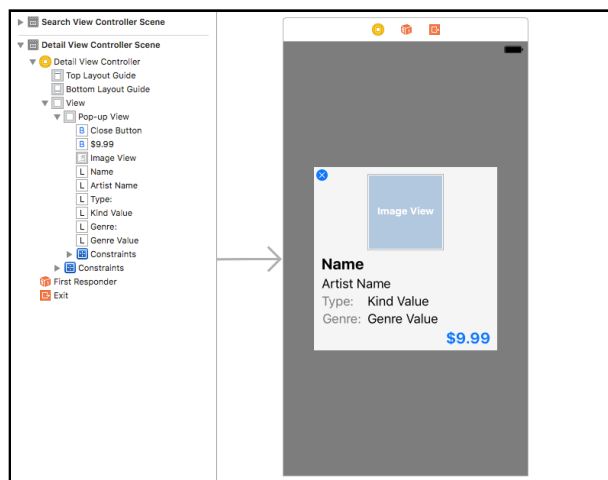 Search View Controller Scene
Detail View Controller Scene
Detail View Controller
Top Layout Guide
Bottom Layout Guide
View
Pop-up View
B Close Button
B $9.99
Image View
L Name
L Artist Name
L Type:
L Kind Value
L Genre:
L Genre Value
Constraints
Constraints
First Responder
Exit
Image View
Name
Artist Name
Type: Kind Value
Genre: Genre Value
$9.99